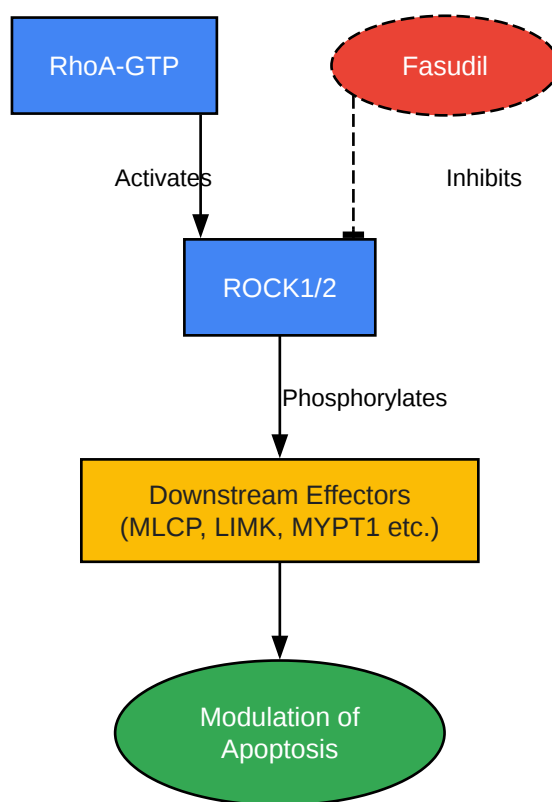 RhoA-GTP
Fasudil
Activates
Inhibits
ROCK1/2
Phosphorylates
Downstream Effectors
(MLCP, LIMK, MYPT1 etc.)
Modulation of
Apoptosis